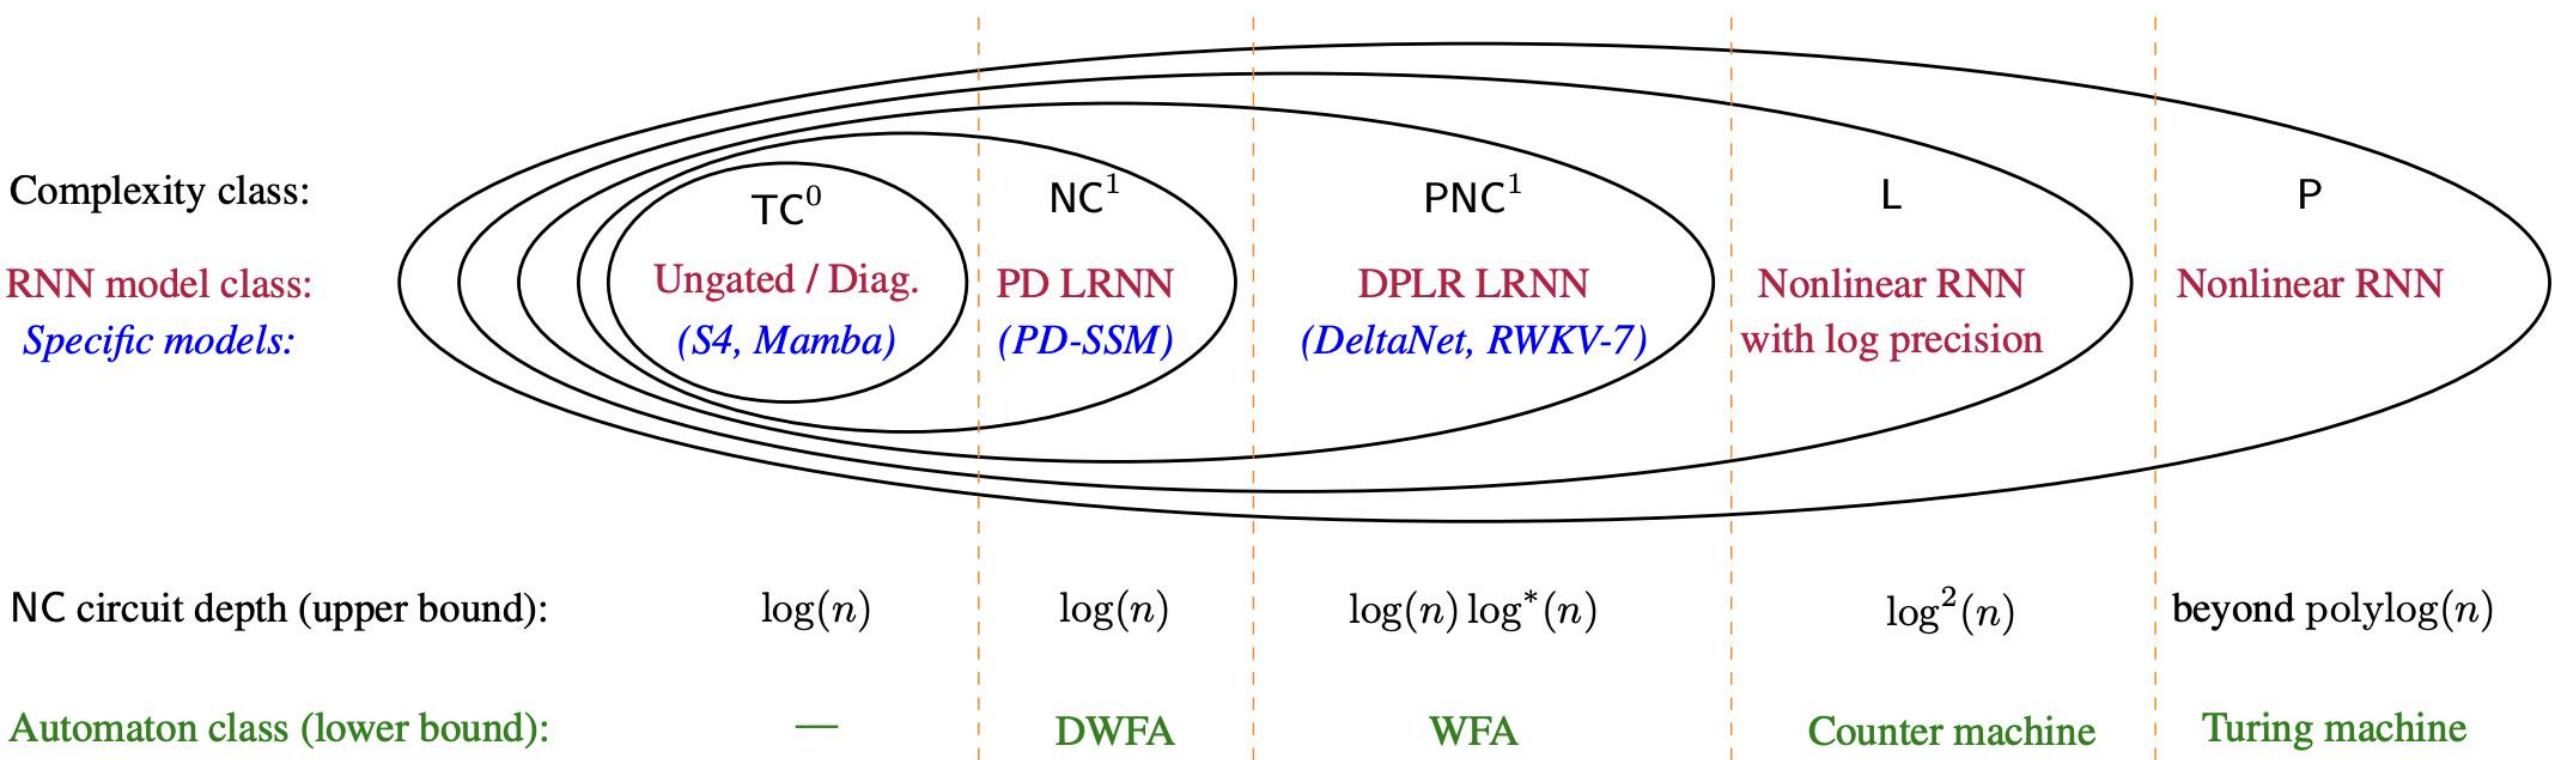 Complexity class: TC⁰ NC¹ PNC¹ L P
RNN model class: Ungated / Diag. PD LRNN DPLR LRNN Nonlinear RNN Nonlinear RNN
Specific models: (S4, Mamba) (PD-SSM) (DeltaNet, RWKV-7) with log precision
NC circuit depth (upper bound): log(n) log(n) log(n) log*(n) log²(n) beyond polylog(n)
Automaton class (lower bound): — DWFA WFA Counter machine Turing machine